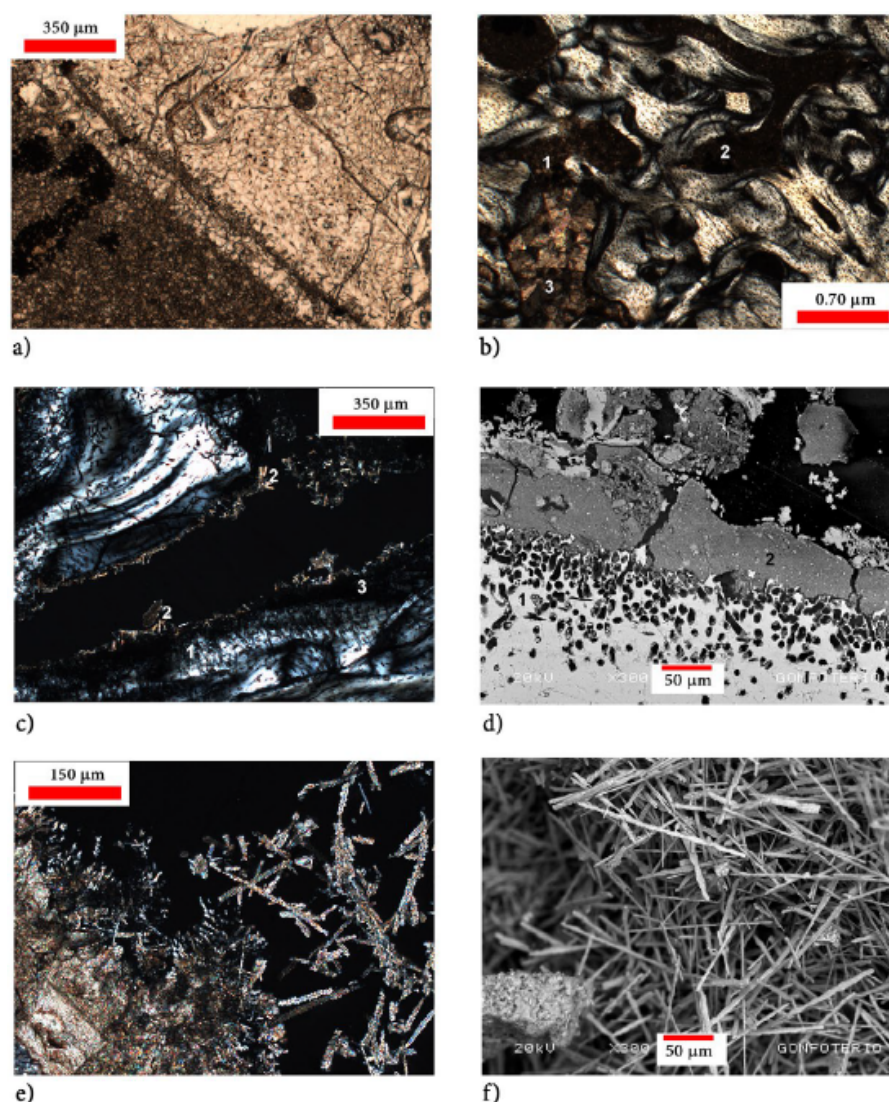 350 µm
a)
1
2
3
0.70 µm
b)
350 µm
2
2
3
1
c)
1
2
20kV X300 50 µm GONFOTERIO
d)
150 µm
e)
20kV X300 50 µm GONFOTERIO
f)